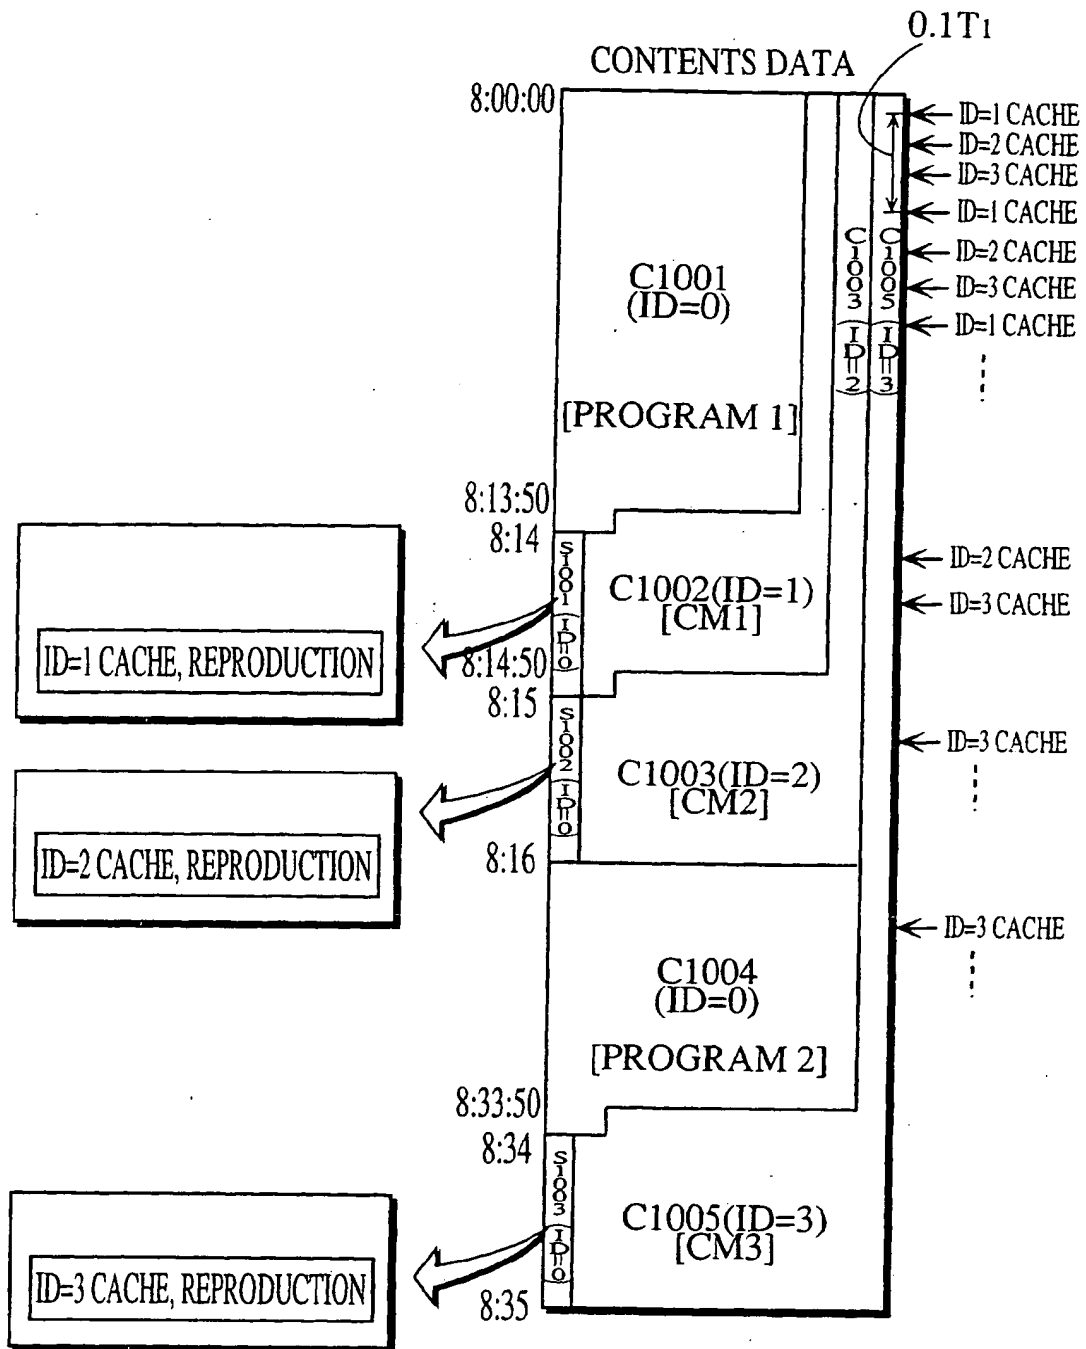 0.1T1
CONTENTS DATA
8:00:00
ID=1 CACHE
ID=2 CACHE
ID=3 CACHE
ID=1 CACHE
ID=2 CACHE
ID=3 CACHE
ID=1 CACHE
C1001
(ID=0)
[PROGRAM 1]
C1003 (ID=2)
C1005 (ID=3)
8:13:50
8:14
S1001 (ID=0)
C1002(ID=1)
[CM1]
ID=2 CACHE
ID=3 CACHE
ID=1 CACHE, REPRODUCTION
8:14:50
8:15
S1002 (ID=0)
C1003(ID=2)
[CM2]
ID=3 CACHE
ID=2 CACHE, REPRODUCTION
8:16
ID=3 CACHE
C1004
(ID=0)
[PROGRAM 2]
8:33:50
8:34
S1003 (ID=0)
C1005(ID=3)
[CM3]
ID=3 CACHE, REPRODUCTION
8:35